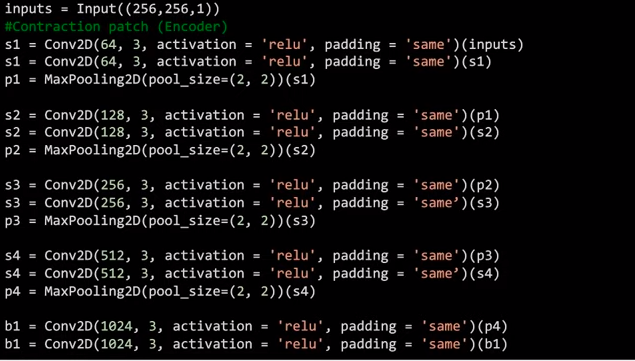 inputs = Input((256,256,1))
#Contraction patch (Encoder)
s1 = Conv2D(64, 3, activation = 'relu', padding = 'same')(inputs)
s1 = Conv2D(64, 3, activation = 'relu', padding = 'same')(s1)
p1 = MaxPooling2D(pool_size=(2, 2))(s1)
s2 = Conv2D(128, 3, activation = 'relu', padding = 'same')(p1)
s2 = Conv2D(128, 3, activation = 'relu', padding = 'same')(s2)
p2 = MaxPooling2D(pool_size=(2, 2))(s2)
s3 = Conv2D(256, 3, activation = 'relu', padding = 'same')(p2)
s3 = Conv2D(256, 3, activation = 'relu', padding = 'same’)(s3)
p3 = MaxPooling2D(pool_size=(2, 2))(s3)
s4 = Conv2D(512, 3, activation = 'relu', padding = 'same')(p3)
s4 = Conv2D(512, 3, activation = 'relu', padding = 'same’)(s4)
p4 = MaxPooling2D(pool_size=(2, 2))(s4)
b1 = Conv2D(1024, 3, activation = 'relu', padding = 'same')(p4)
b1 = Conv2D(1024, 3, activation = 'relu', padding = 'same')(b1)